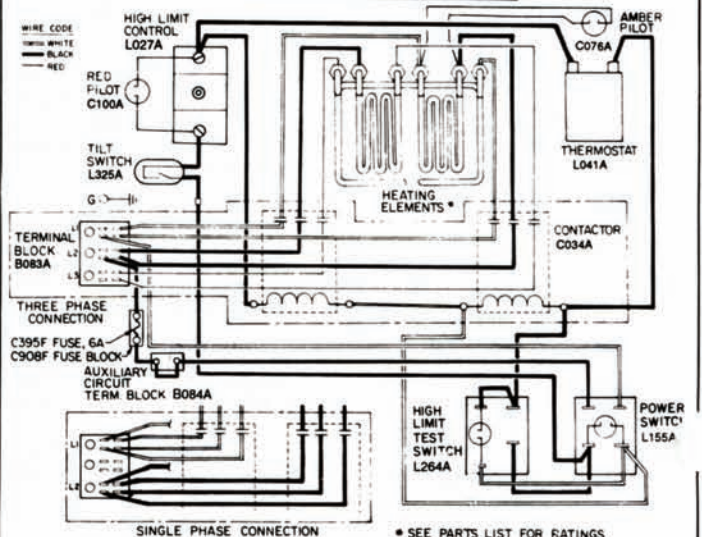 WIRE CODE
WHITE
BLACK
RED
HIGH LIMIT
CONTROL
L027A
RED
PILOT
C100A
TILT
SWITCH
L325A
G
AMBER
PILOT
C076A
THERMOSTAT
L041A
HEATING
ELEMENTS *
CONTACTOR
C034A
TERMINAL
BLOCK
B083A
L1
L2
L3
THREE PHASE
CONNECTION
C395F FUSE, 6A
C908F FUSE BLOCK
AUXILIARY
CIRCUIT
TERM. BLOCK B084A
HIGH
LIMIT
TEST
SWITCH
L264A
POWER
SWITC
L155A
L1
L2
SINGLE PHASE CONNECTION
* SEE PARTS LIST FOR RATINGS